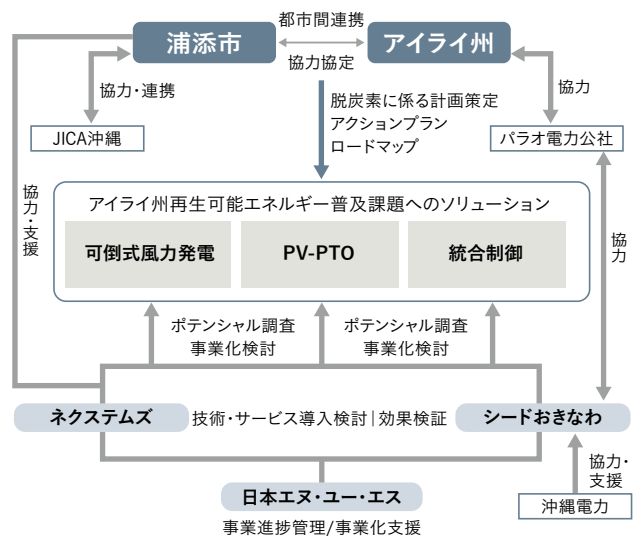 都市間連携
浦添市
アイライ州
協力協定
協力・連携
協力
JICA沖縄
パラオ電力公社
脱炭素に係る計画策定
アクションプラン
ロードマップ
協力・支援
アイライ州再生可能エネルギー普及課題へのソリューション
可倒式風力発電
PV-PTO
統合制御
協力
ポテンシャル調査
事業化検討
ポテンシャル調査
事業化検討
ネクステムズ
技術・サービス導入検討|効果検証
シードおきなわ
協力・
支援
日本エヌ・ユー・エス
沖縄電力
事業進捗管理/事業化支援